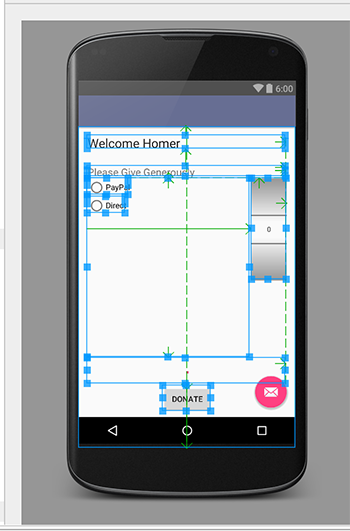 6:00
Welcome Homer
Please Give Generously
PayPal
Direct
0
DONATE